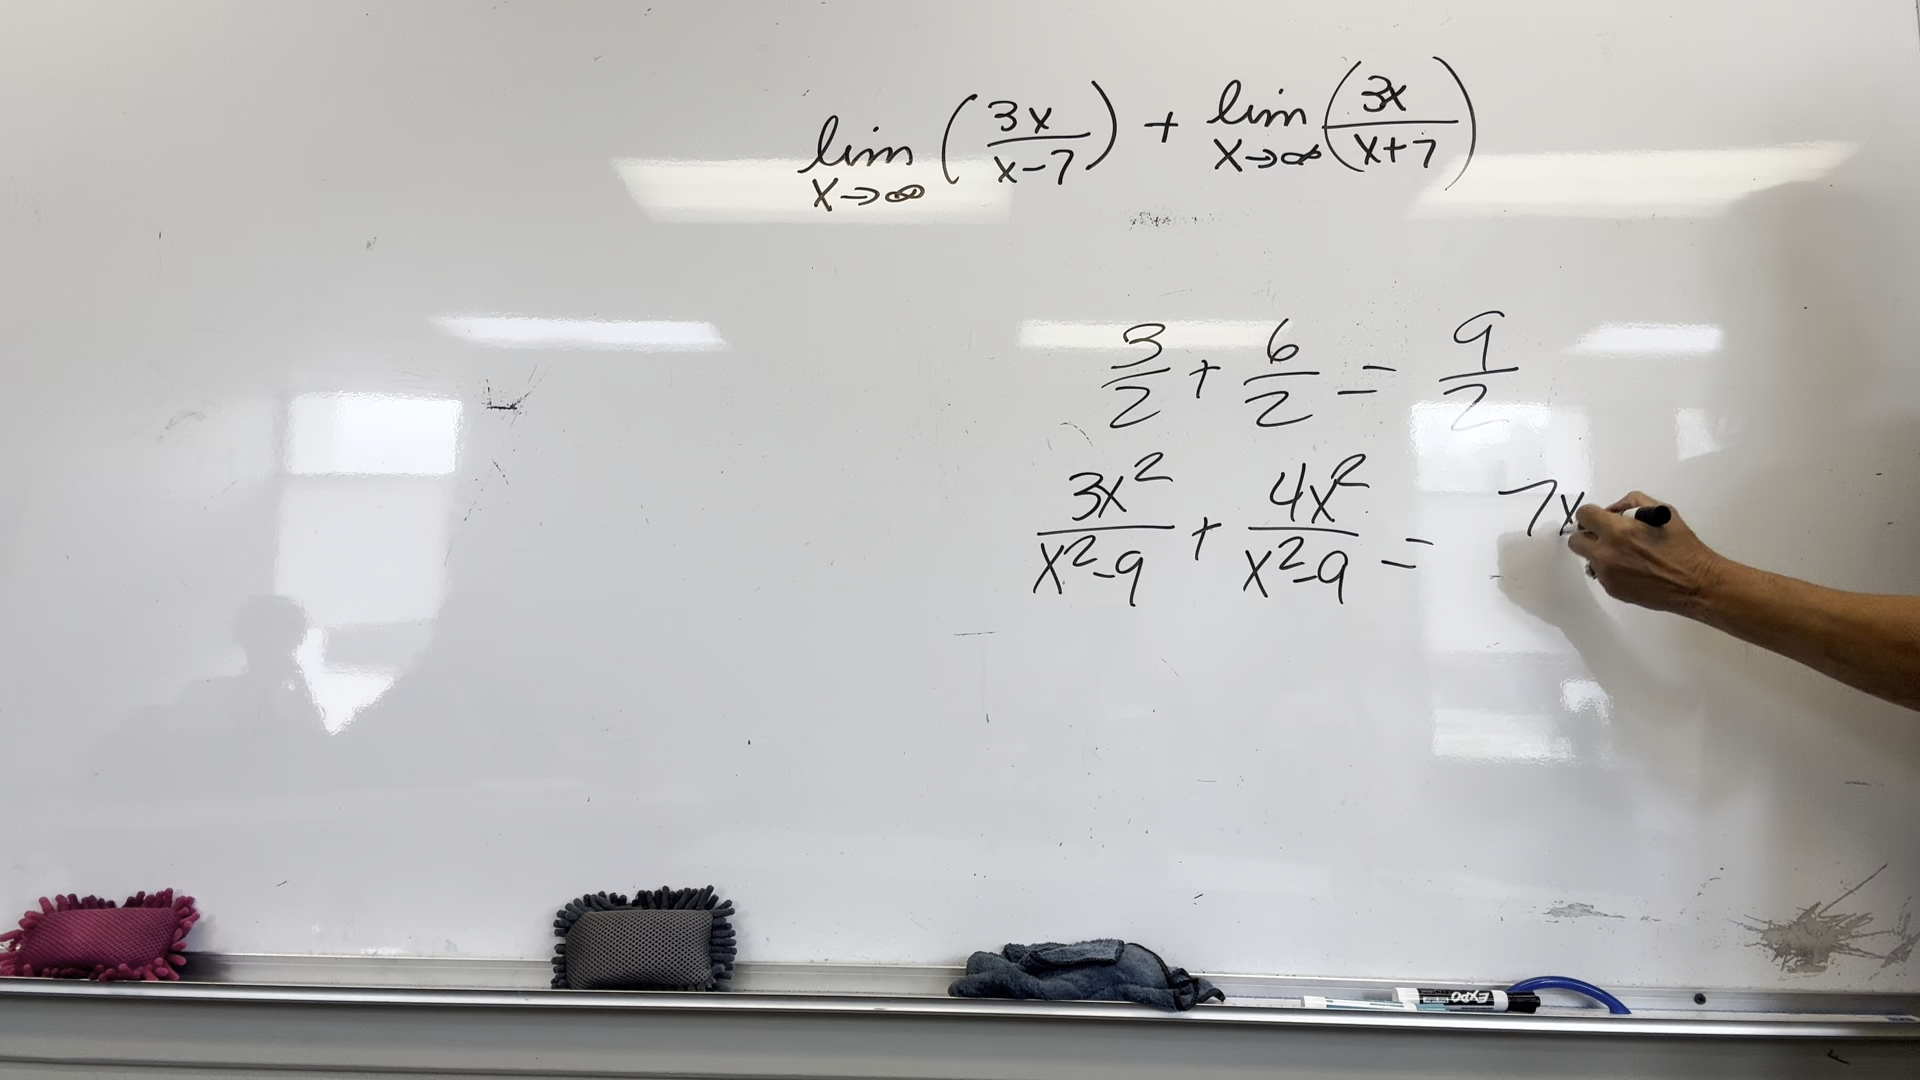 lim x→∞ (3x/(x-7)) + lim x→∞ (3x/(x+7))
3/2 + 6/2 = 9/2
3x²/(x²-9) + 4x²/(x²-9) = 7x
EXPO